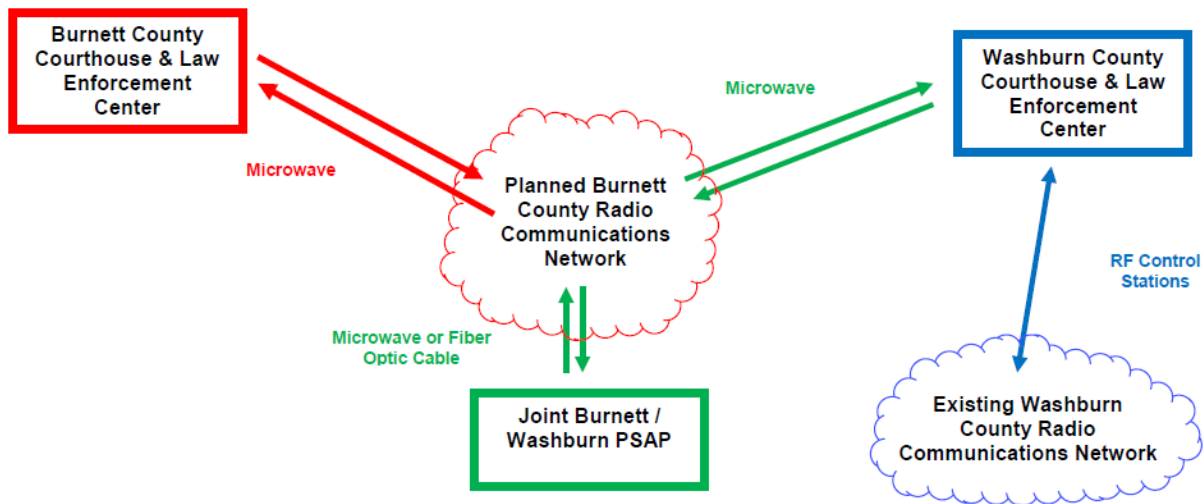 Burnett County
Courthouse & Law
Enforcement
Center
Microwave
Planned Burnett
County Radio
Communications
Network
Microwave
Washburn County
Courthouse & Law
Enforcement
Center
RF Control
Stations
Microwave or Fiber
Optic Cable
Joint Burnett /
Washburn PSAP
Existing Washburn
County Radio
Communications Network